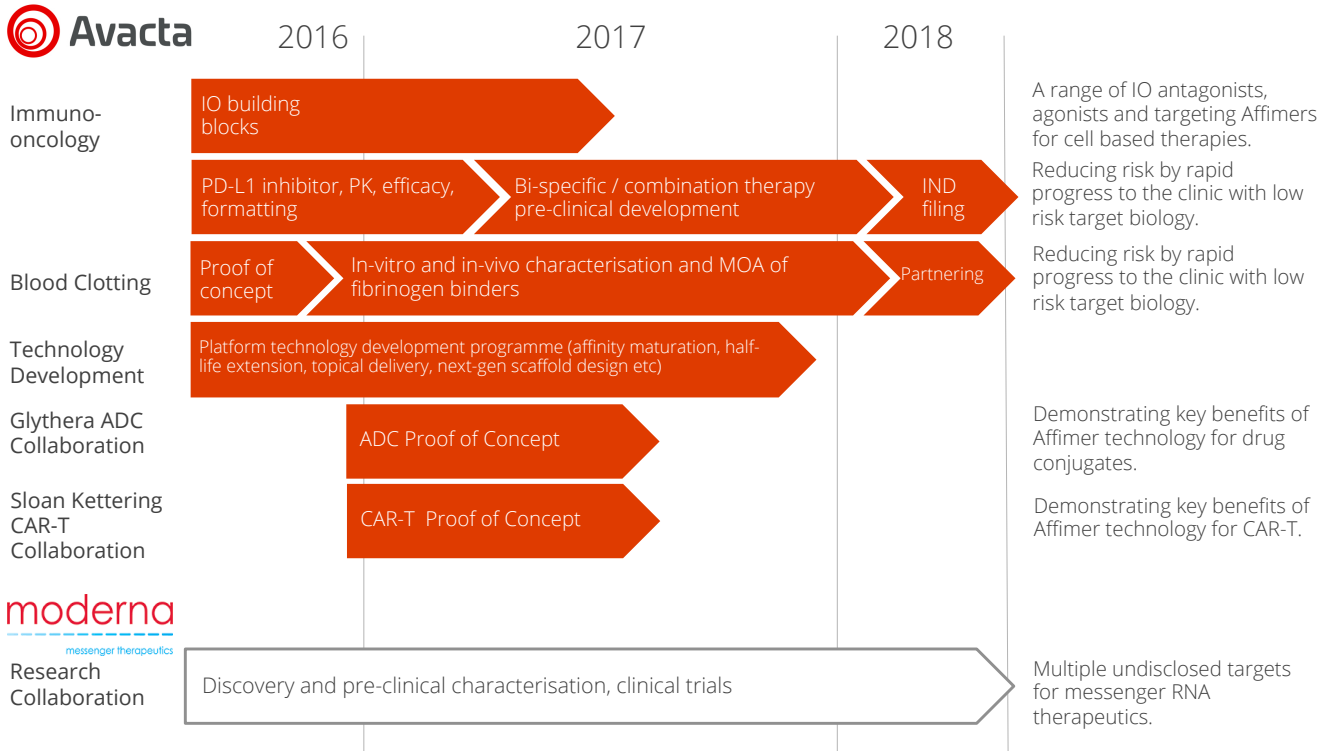 Avacta
2016
2017
2018
Immuno-
oncology
IO building
blocks
A range of IO antagonists,
agonists and targeting Affimers
for cell based therapies.
PD-L1 inhibitor, PK, efficacy,
formatting
Bi-specific / combination therapy
pre-clinical development
IND
filing
Reducing risk by rapid
progress to the clinic with low
risk target biology.
Blood Clotting
Proof of
concept
In-vitro and in-vivo characterisation and MOA of
fibrinogen binders
Partnering
Reducing risk by rapid
progress to the clinic with low
risk target biology.
Technology
Development
Platform technology development programme (affinity maturation, half-
life extension, topical delivery, next-gen scaffold design etc)
Glythera ADC
Collaboration
ADC Proof of Concept
Demonstrating key benefits of
Affimer technology for drug
conjugates.
Sloan Kettering
CAR-T
Collaboration
CAR-T  Proof of Concept
Demonstrating key benefits of
Affimer technology for CAR-T.
moderna
messenger therapeutics
Research
Collaboration
Discovery and pre-clinical characterisation, clinical trials
Multiple undisclosed targets
for messenger RNA
therapeutics.